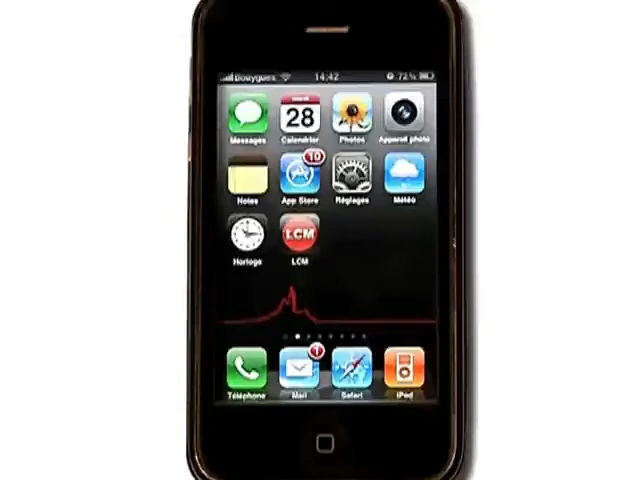 Bouygues 14:42 72 %
28
Messages Calendrier Photos Appareil photo
10
Notes App Store Réglages Météo
LCM
Horloge LCM
1
Téléphone Mail Safari iPod